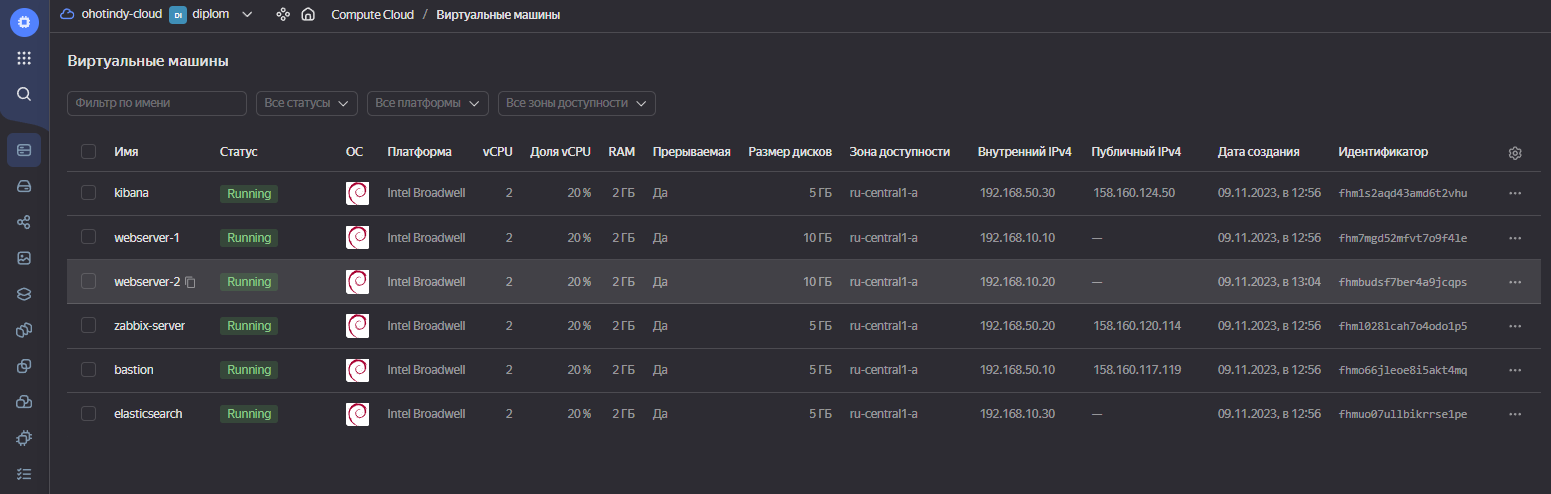 ohotindy-cloud DI diplom Compute Cloud / Виртуальные машины
Виртуальные машины
Фильтр по имени Все статусы Все платформы Все зоны доступности
Имя Статус ОС Платформа vCPU Доля vCPU RAM Прерываемая Размер дисков Зона доступности Внутренний IPv4 Публичный IPv4 Дата создания Идентификатор
kibana Running Intel Broadwell 2 20 % 2 ГБ Да 5 ГБ ru-central1-a 192.168.50.30 158.160.124.50 09.11.2023, в 12:56 fhm1s2aqd43amd6t2vhu
webserver-1 Running Intel Broadwell 2 20 % 2 ГБ Да 10 ГБ ru-central1-a 192.168.10.10 — 09.11.2023, в 12:56 fhm7mgd52mfvt7o9f4le
webserver-2 Running Intel Broadwell 2 20 % 2 ГБ Да 10 ГБ ru-central1-a 192.168.10.20 — 09.11.2023, в 13:04 fhmbudsf7ber4a9jcqps
zabbix-server Running Intel Broadwell 2 20 % 2 ГБ Да 5 ГБ ru-central1-a 192.168.50.20 158.160.120.114 09.11.2023, в 12:56 fhml028lcah7o4odolp5
bastion Running Intel Broadwell 2 20 % 2 ГБ Да 5 ГБ ru-central1-a 192.168.50.10 158.160.117.119 09.11.2023, в 12:56 fhmo66jleoe8i5akt4mq
elasticsearch Running Intel Broadwell 2 20 % 2 ГБ Да 5 ГБ ru-central1-a 192.168.10.30 — 09.11.2023, в 12:56 fhmuo07ullbikrrse1pe